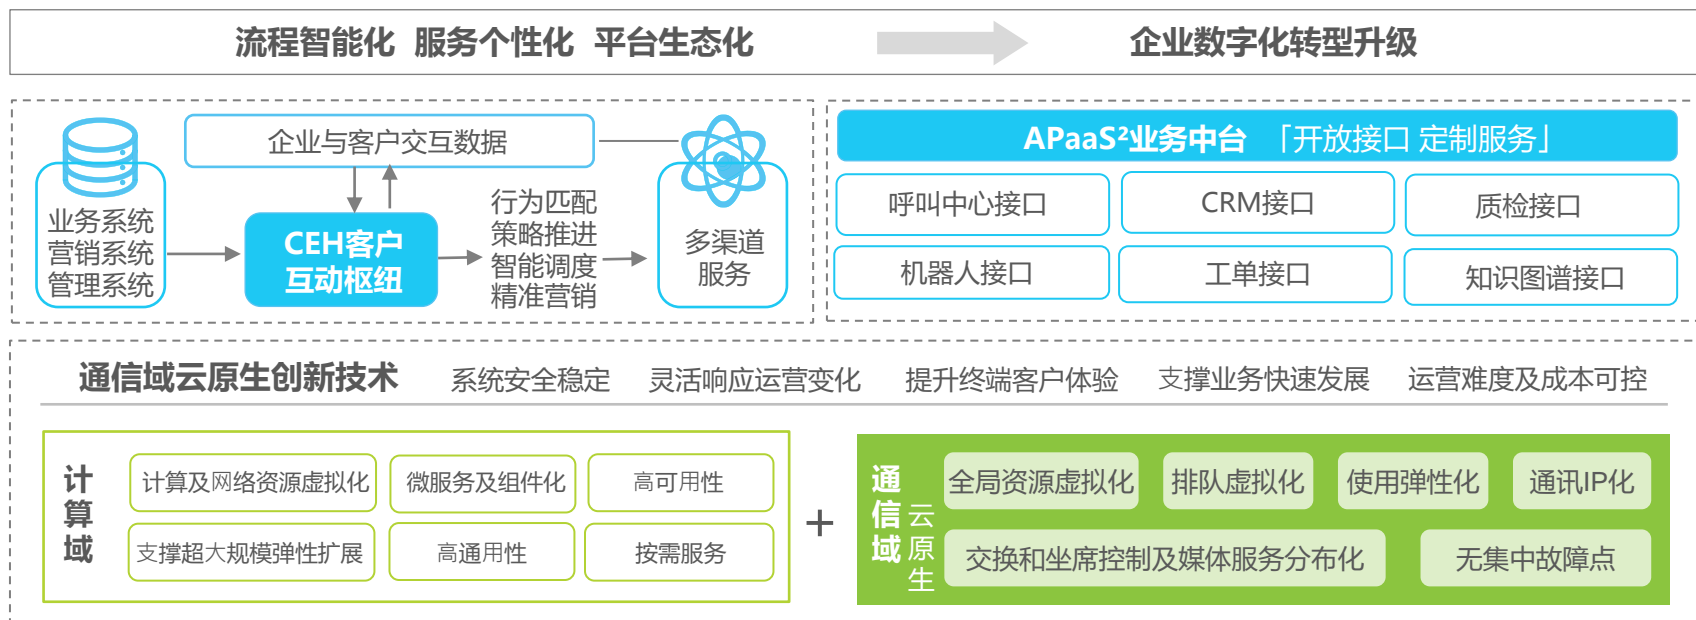 流程智能化 服务个性化 平台生态化
企业数字化转型升级
企业与客户交互数据
业务系统
营销系统
管理系统
CEH客户
互动枢纽
行为匹配
策略推进
智能调度
精准营销
多渠道
服务
APaaS²业务中台 「开放接口 定制服务」
呼叫中心接口
CRM接口
质检接口
机器人接口
工单接口
知识图谱接口
通信域云原生创新技术
系统安全稳定
灵活响应运营变化
提升终端客户体验
支撑业务快速发展
运营难度及成本可控
计算域
计算及网络资源虚拟化
微服务及组件化
高可用性
支撑超大规模弹性扩展
高通用性
按需服务
+
通信域
云原生
全局资源虚拟化
排队虚拟化
使用弹性化
通讯IP化
交换和坐席控制及媒体服务分布化
无集中故障点